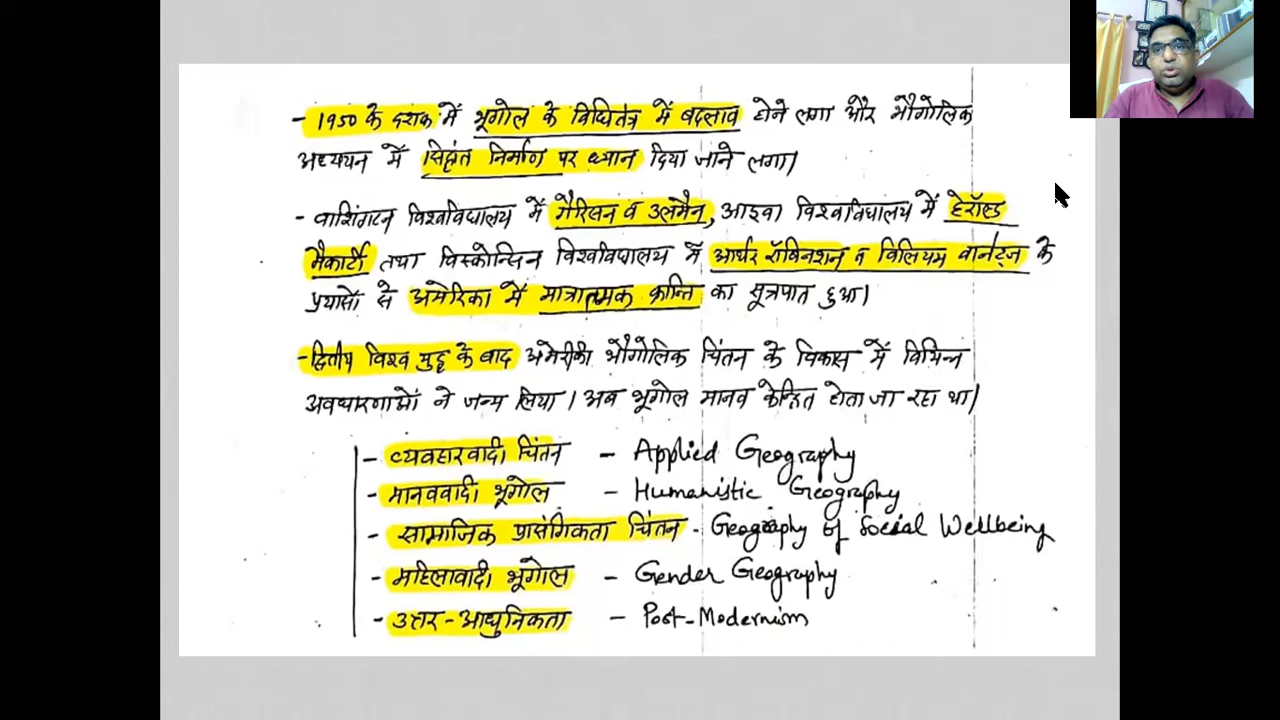 - 1950 के दशक में भूगोल के विधितंत्र में बदलाव होने लगा और भौगोलिक
अध्ययन में सिद्धांत निर्माण पर ध्यान दिया जाने लगा।
- वाशिंगटन विश्वविद्यालय में गैरिसन व उलमैन, आइवा विश्वविद्यालय में हेरॉल्ड
मैकार्टी तथा विस्कोन्सिन विश्वविद्यालय में आर्थर रॉबिनशन व विलियम वार्नट्ज के
प्रयासों से अमेरिका में मात्रात्मक क्रान्ति का सूत्रपात हुआ।
- द्वितीय विश्व युद्ध के बाद अमेरीकी भौगोलिक चिंतन के विकास में विभिन्न
अवधारणाओं ने जन्म लिया। अब भूगोल मानव केन्द्रित होता जा रहा था।
- व्यवहारवादी चिंतन - Applied Geography
- मानववादी भूगोल - Humanistic Geography
- सामाजिक प्रासंगिकता चिंतन - Geography of Social Wellbeing
- महिलावादी भूगोल - Gender Geography
- उत्तर-आधुनिकता - Post-Modernism